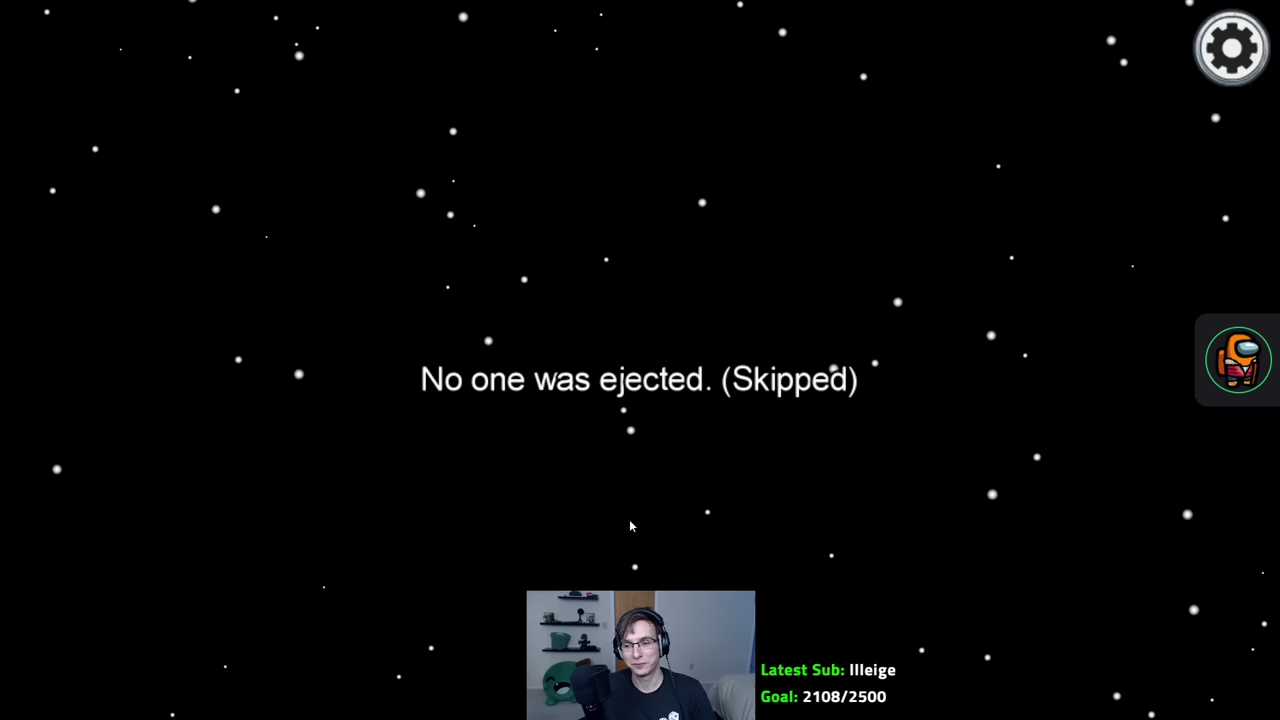 No one was ejected. (Skipped)
Latest Sub: Illeige
Goal: 2108/2500